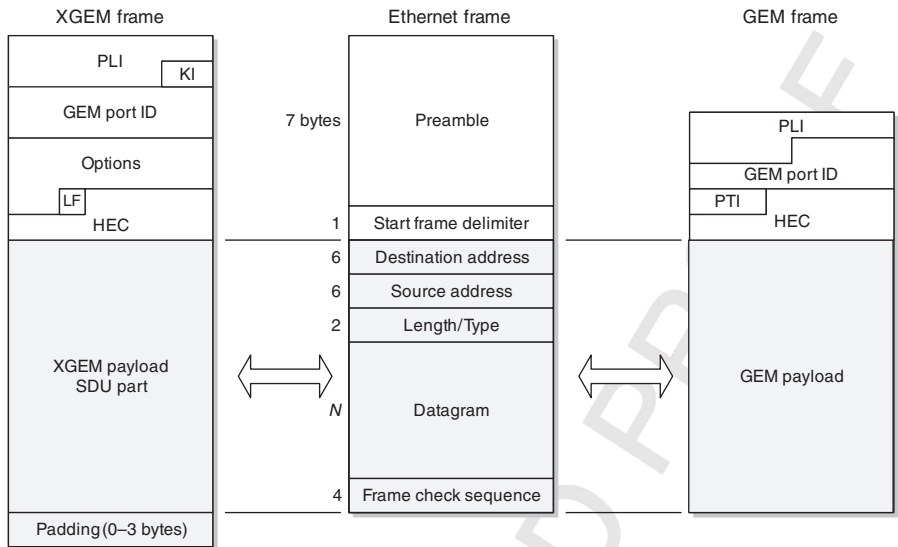 XGEM frame
PLI
KI
GEM port ID
Options
LF
HEC
XGEM payload
SDU part
Padding (0–3 bytes)
Ethernet frame
7 bytes
Preamble
1
Start frame delimiter
6
Destination address
6
Source address
2
Length/Type
N
Datagram
4
Frame check sequence
GEM frame
PLI
GEM port ID
PTI
HEC
GEM payload